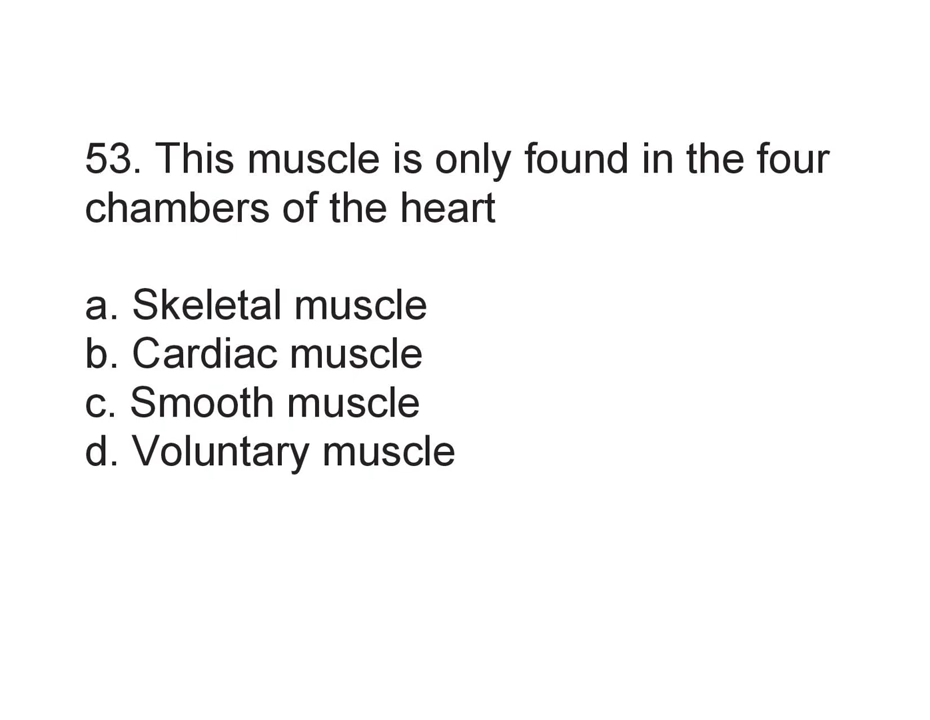 53. This muscle is only found in the four
chambers of the heart
a. Skeletal muscle
b. Cardiac muscle
c. Smooth muscle
d. Voluntary muscle